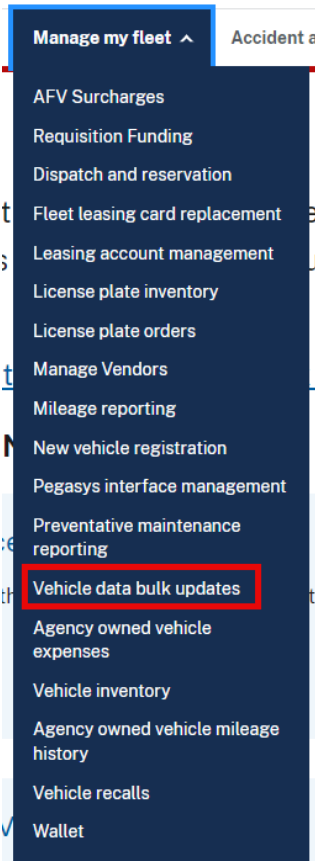 Manage my fleet
Accident a
AFV Surcharges
Requisition Funding
Dispatch and reservation
Fleet leasing card replacement
Leasing account management
License plate inventory
License plate orders
Manage Vendors
Mileage reporting
New vehicle registration
Pegasys interface management
Preventative maintenance
reporting
Vehicle data bulk updates
Agency owned vehicle
expenses
Vehicle inventory
Agency owned vehicle mileage
history
Vehicle recalls
Wallet